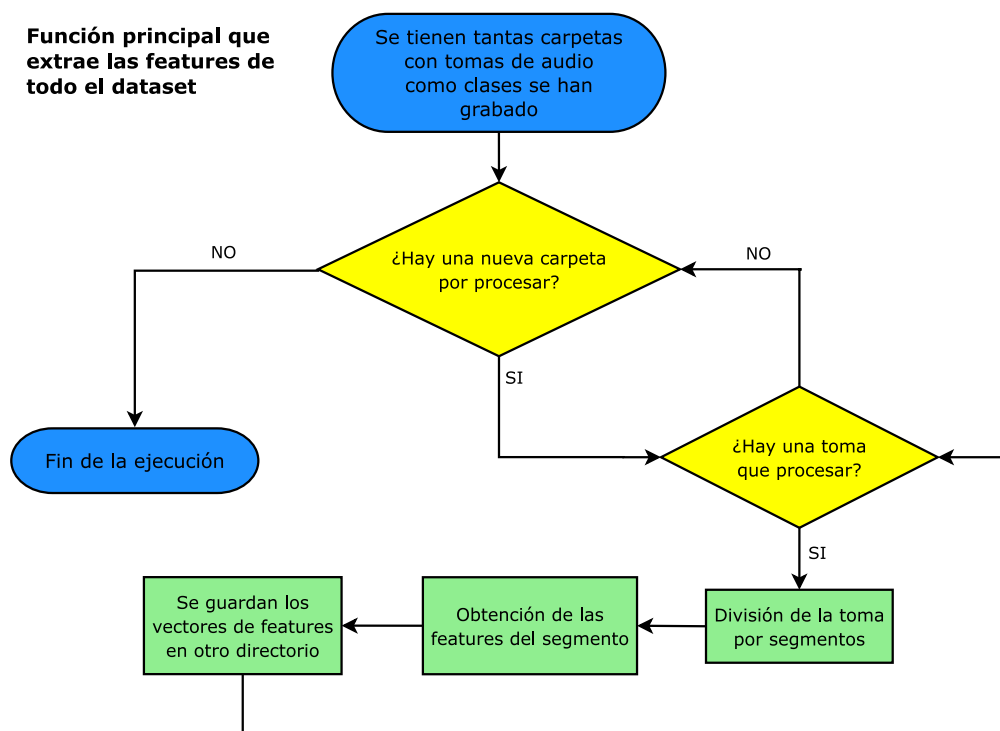 Función principal que
extrae las features de
todo el dataset
Se tienen tantas carpetas
con tomas de audio
como clases se han
grabado
¿Hay una nueva carpeta
por procesar?
NO
NO
SI
Fin de la ejecución
¿Hay una toma
que procesar?
SI
División de la toma
por segmentos
Obtención de las
features del segmento
Se guardan los
vectores de features
en otro directorio